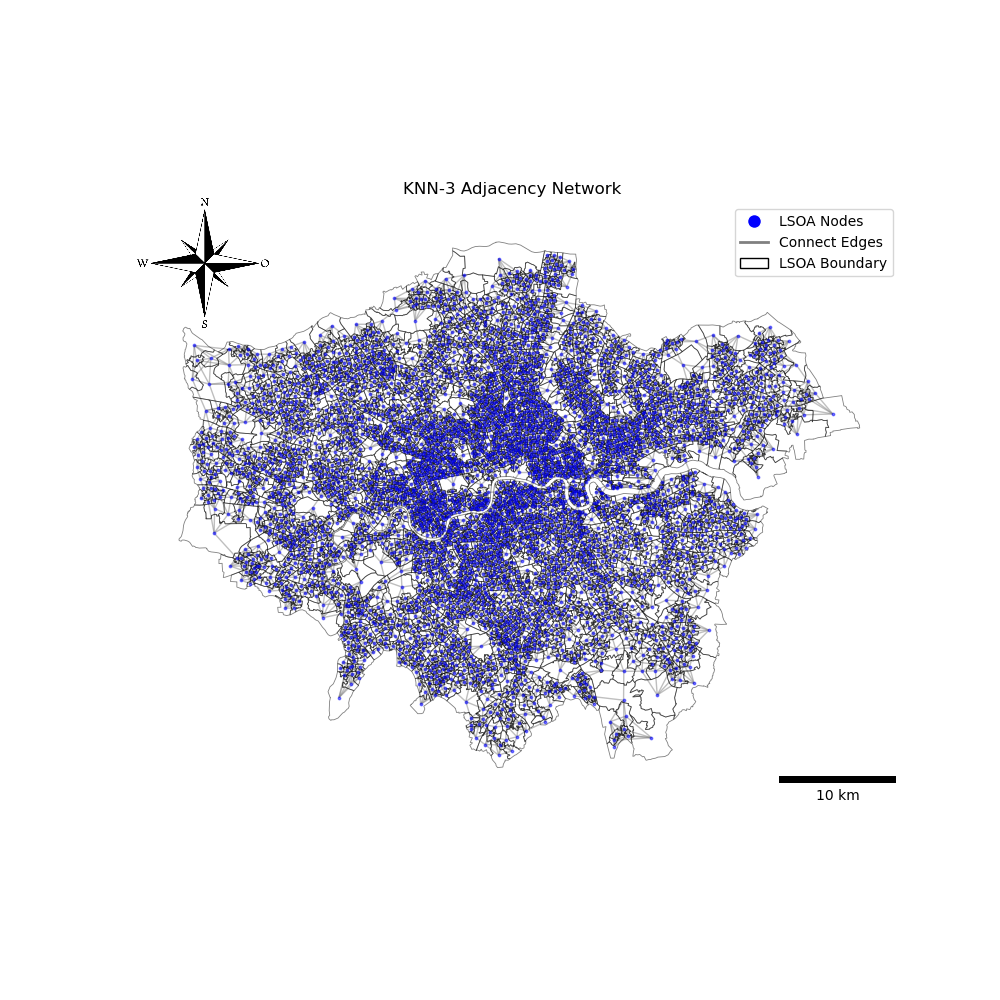 KNN-3 Adjacency Network
N
W
O
S
LSOA Nodes
Connect Edges
LSOA Boundary
10 km